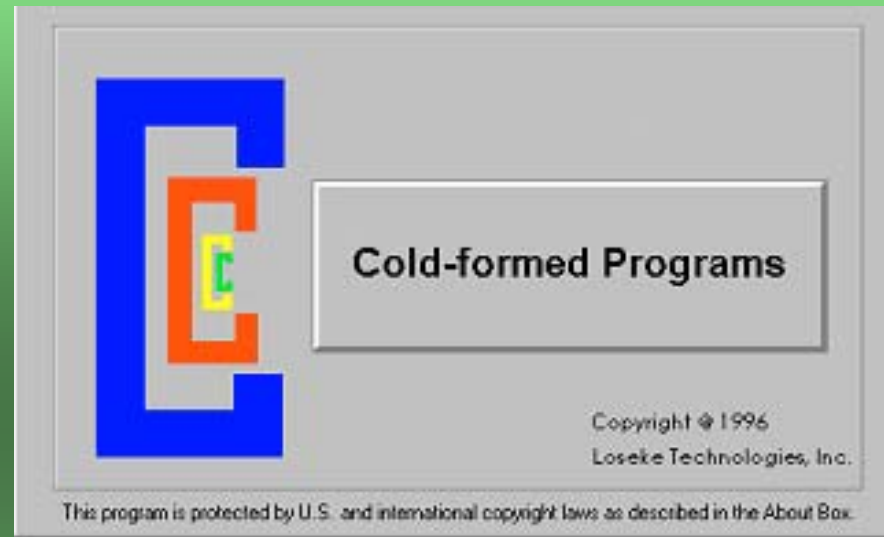 Cold-formed Programs
Copyright @ 1996
Loseke Technologies, Inc.
This program is protected by U.S. and international copyright laws as described in the About Box.